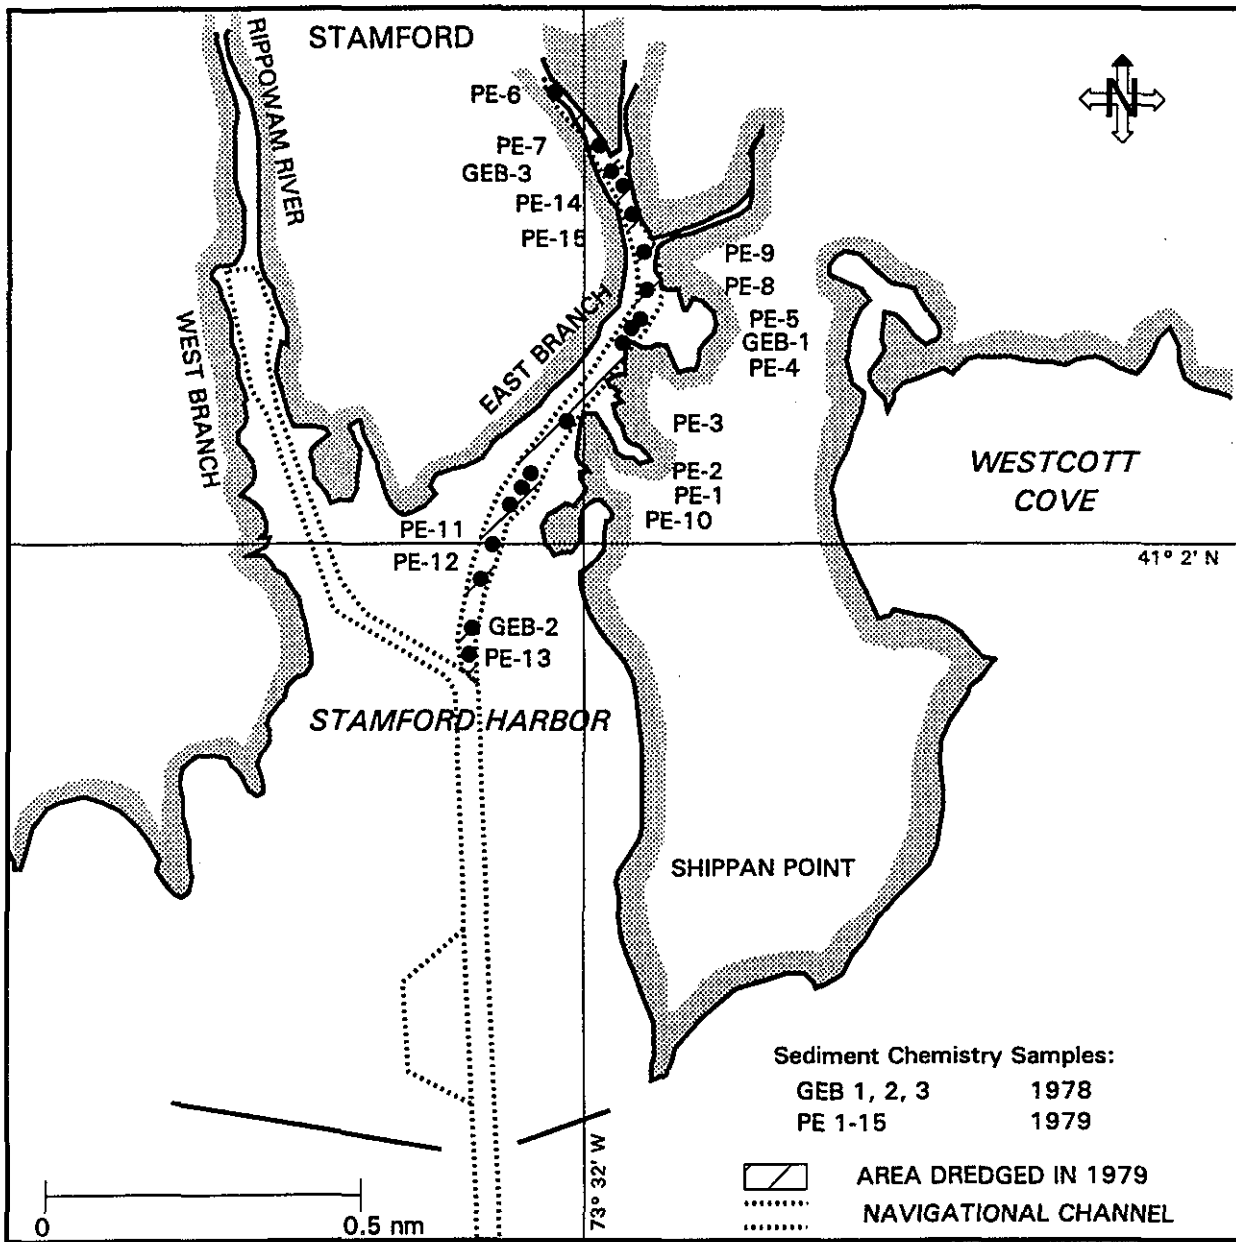 STAMFORD
RIPPOWAM RIVER
N
PE-6
PE-7
GEB-3
PE-14
PE-15
PE-9
PE-8
PE-5
GEB-1
PE-4
EAST BRANCH
WEST BRANCH
PE-3
PE-2
PE-1
PE-10
WESTCOTT
COVE
PE-11
PE-12
41° 2' N
GEB-2
PE-13
STAMFORD HARBOR
SHIPPAN POINT
Sediment Chemistry Samples:
GEB 1, 2, 3 1978
PE 1-15 1979
73° 32' W
AREA DREDGED IN 1979
NAVIGATIONAL CHANNEL
0 0.5 nm